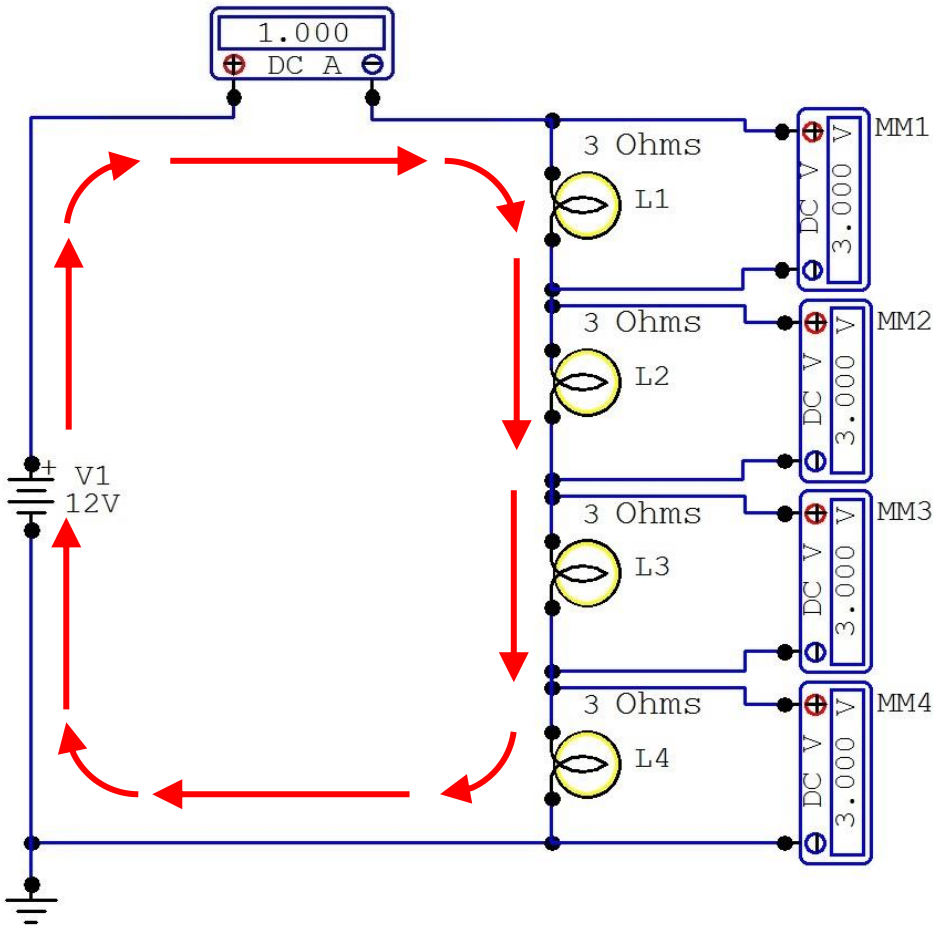 1.000
DC A
3 Ohms
L1
DC V
3.000 V
MM1
3 Ohms
L2
DC V
3.000 V
MM2
V1
12V
3 Ohms
L3
DC V
3.000 V
MM3
3 Ohms
L4
DC V
3.000 V
MM4